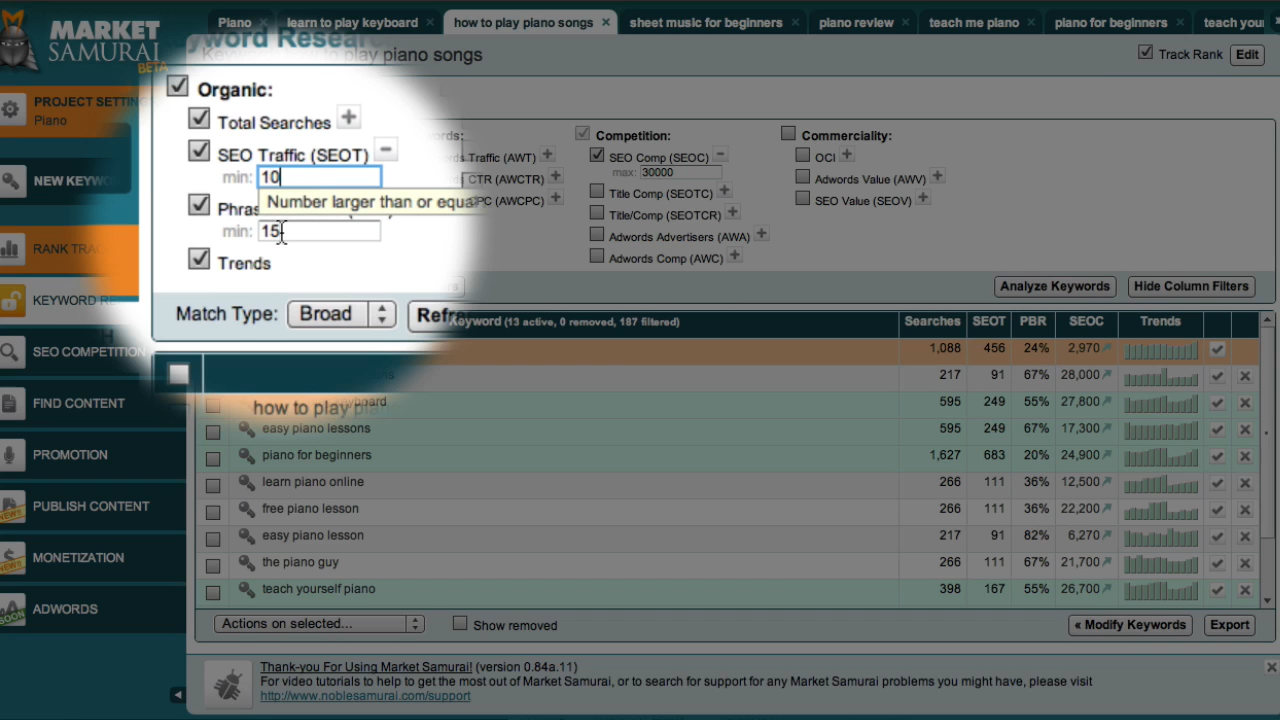 MARKET
SAMURAI
BETA
Piano
learn to play keyboard
how to play piano songs
sheet music for beginners
piano review
teach me piano
piano for beginners
teach your
play piano songs
Track Rank
Edit
PROJECT SETTIN
Piano
NEW KEYWO
RANK TRAC
KEYWORD RE
SEO COMPETITION
FIND CONTENT
PROMOTION
PUBLISH CONTENT
MONETIZATION
ADWORDS
Organic:
Total Searches
SEO Traffic (SEOT)
min: 10
Number larger than or equa
Phras
min: 15
Trends
Match Type: Broad
Refr
ds Traffic (AWT)
CTR (AWCTR)
CPC (AWCPC)
Competition:
SEO Comp (SEOC)
max: 30000
Title Comp (SEOTC)
Title/Comp (SEOTCR)
Adwords Advertisers (AWA)
Adwords Comp (AWC)
Commerciality:
OCI
Adwords Value (AWV)
SEO Value (SEOV)
Analyze Keywords
Hide Column Filters
Keyword (13 active, 0 removed, 187 filtered) Searches SEOT PBR SEOC Trends
1,088 456 24% 2,970
217 91 67% 28,000
how to play
595 249 55% 27,800
easy piano lessons 595 249 67% 17,300
piano for beginners 1,627 683 20% 24,900
learn piano online 266 111 36% 12,500
free piano lesson 266 111 36% 22,200
easy piano lesson 217 91 82% 6,270
the piano guy 266 111 67% 21,700
teach yourself piano 398 167 55% 26,700
Actions on selected...
Show removed
« Modify Keywords
Export
Thank-you For Using Market Samurai! (version 0.84a.11)
For video tutorials to help to get the most out of Market Samurai, or to search for support for any Market Samurai problems you might have, please visit
http://www.noblesamurai.com/support